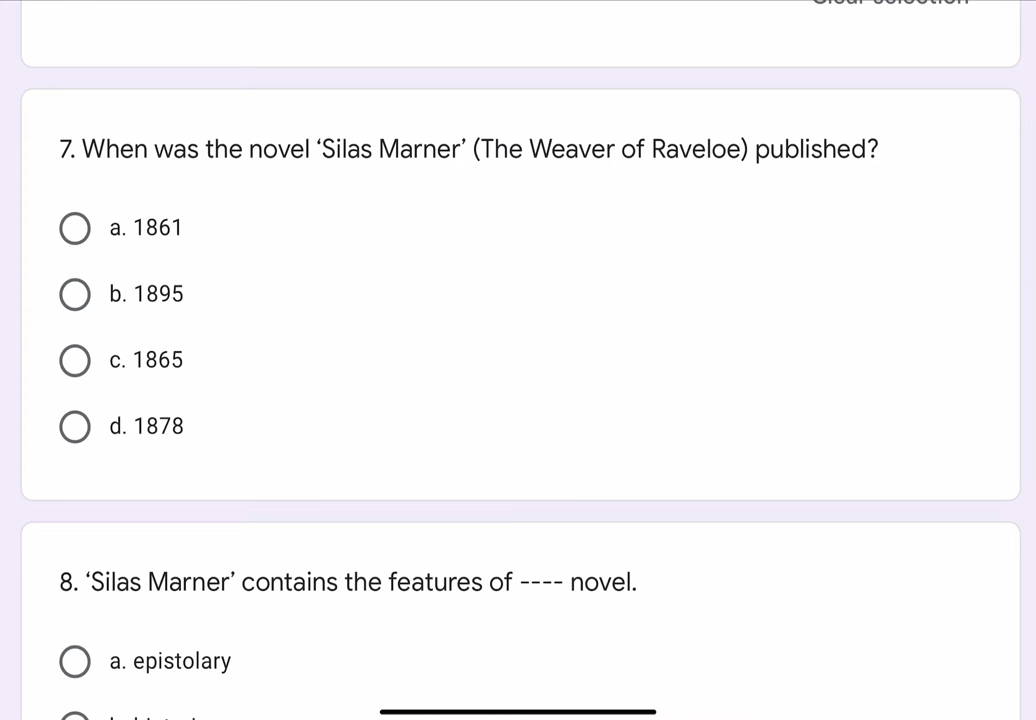 7. When was the novel ‘Silas Marner’ (The Weaver of Raveloe) published?
a. 1861
b. 1895
c. 1865
d. 1878
8. ‘Silas Marner’ contains the features of ---- novel.
a. epistolary